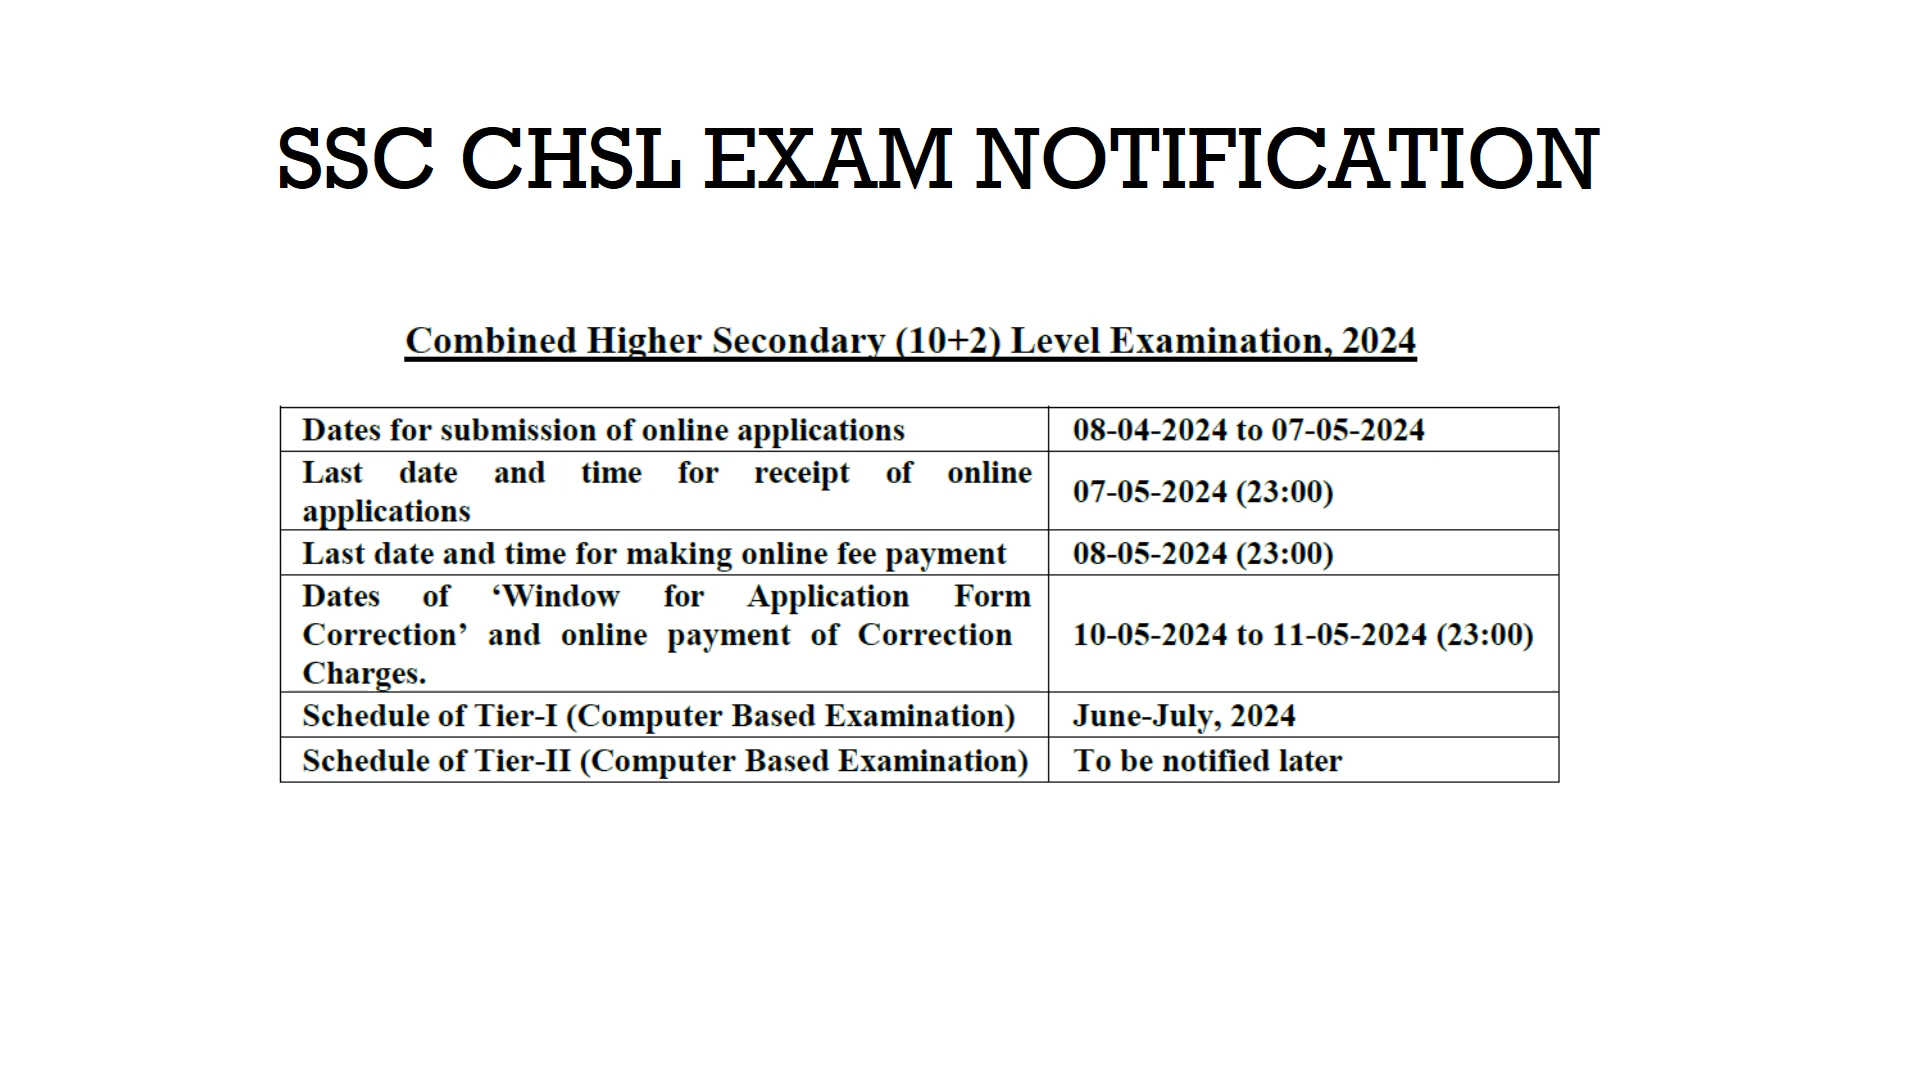 SSC CHSL EXAM NOTIFICATION
Combined Higher Secondary (10+2) Level Examination, 2024
Dates for submission of online applications
08-04-2024 to 07-05-2024
Last date and time for receipt of online
applications
07-05-2024 (23:00)
Last date and time for making online fee payment
08-05-2024 (23:00)
Dates of ‘Window for Application Form
Correction’ and online payment of Correction
Charges.
10-05-2024 to 11-05-2024 (23:00)
Schedule of Tier-I (Computer Based Examination)
June-July, 2024
Schedule of Tier-II (Computer Based Examination)
To be notified later